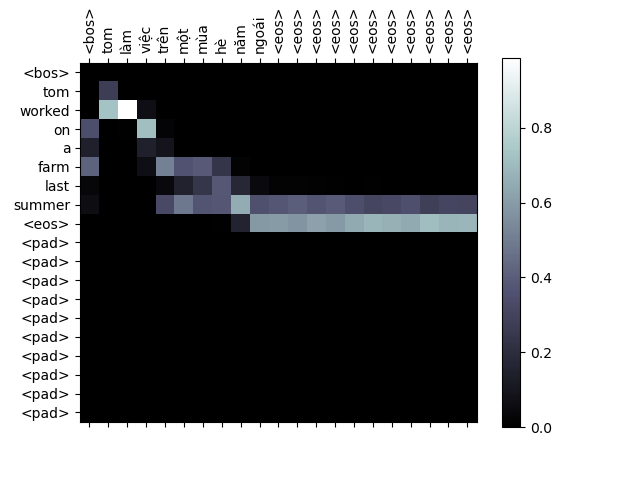 <bos>
tom
làm
việc
trên
một
mùa
hè
năm
ngoái
<eos>
<eos>
<eos>
<eos>
<eos>
<eos>
<eos>
<eos>
<eos>
<eos>
<eos>
<bos>
tom
worked
on
a
farm
last
summer
<eos>
<pad>
<pad>
<pad>
<pad>
<pad>
<pad>
<pad>
<pad>
<pad>
<pad>
0.8
0.6
0.4
0.2
0.0